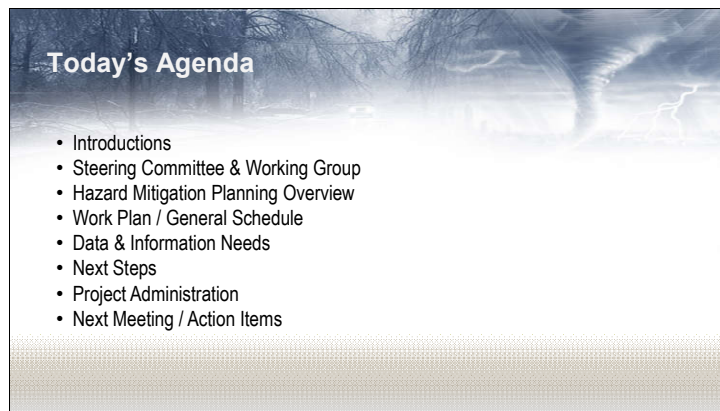 Today’s Agenda
• Introductions
• Steering Committee & Working Group
• Hazard Mitigation Planning Overview
• Work Plan / General Schedule
• Data & Information Needs
• Next Steps
• Project Administration
• Next Meeting / Action Items